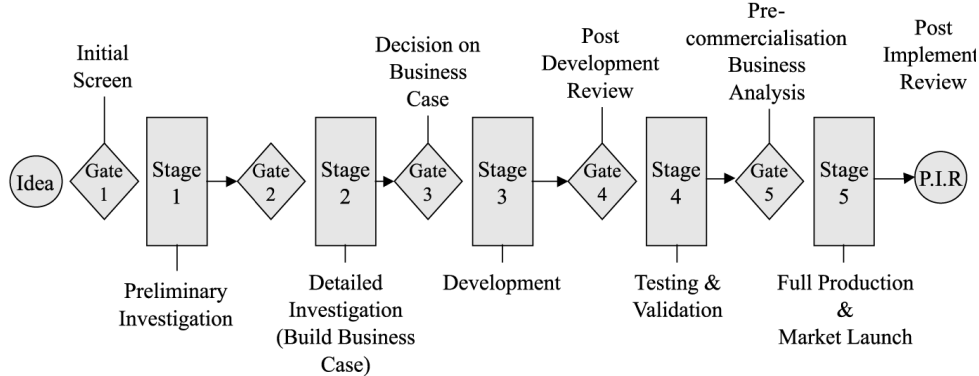 Initial
Screen
Decision on
Business
Case
Post
Development
Review
Pre-
commercialisation
Business
Analysis
Post
Implement
Review
Idea
Gate
1
Stage
1
Gate
2
Stage
2
Gate
3
Stage
3
Gate
4
Stage
4
Gate
5
Stage
5
P.I.R
Preliminary
Investigation
Detailed
Investigation
(Build Business
Case)
Development
Testing &
Validation
Full Production
&
Market Launch